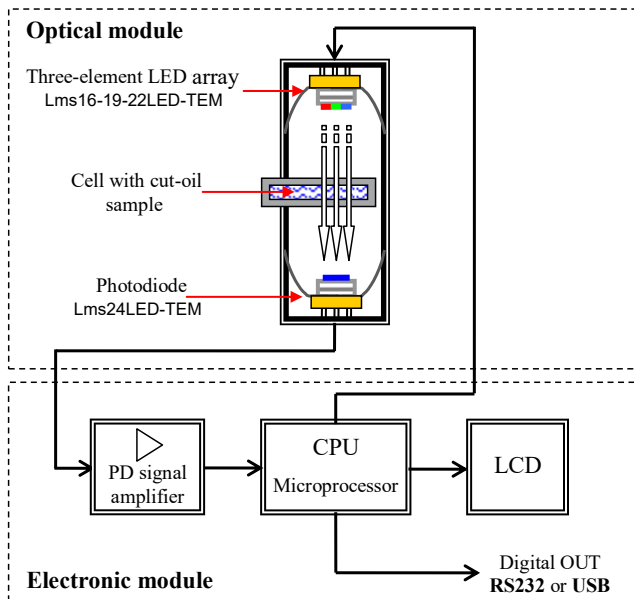 Optical module
Three-element LED array
Lms16-19-22LED-TEM
Cell with cut-oil
sample
Photodiode
Lms24LED-TEM
PD signal
amplifier
CPU
Microprocessor
LCD
Digital OUT
RS232 or USB
Electronic module